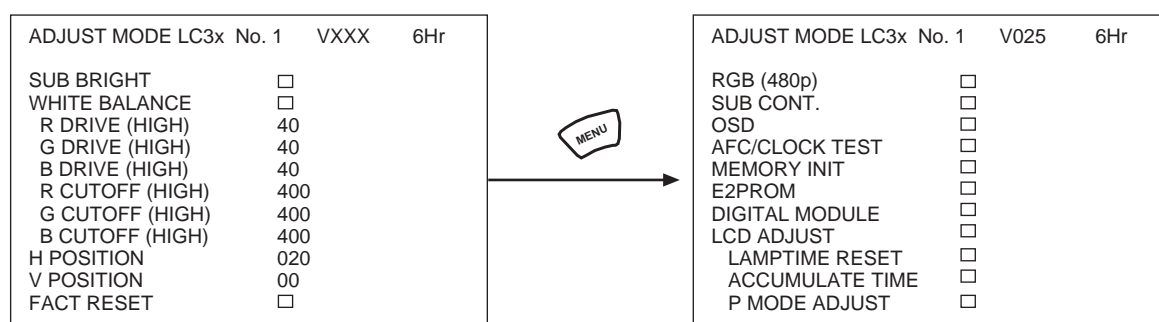 ADJUST MODE LC3x No. 1 VXXX 6Hr
SUB BRIGHT □
WHITE BALANCE □
R DRIVE (HIGH) 40
G DRIVE (HIGH) 40
B DRIVE (HIGH) 40
R CUTOFF (HIGH) 400
G CUTOFF (HIGH) 400
B CUTOFF (HIGH) 400
H POSITION 020
V POSITION 00
FACT RESET □
MENU
ADJUST MODE LC3x No. 1 V025 6Hr
RGB (480p) □
SUB CONT. □
OSD □
AFC/CLOCK TEST □
MEMORY INIT □
E2PROM □
DIGITAL MODULE □
LCD ADJUST □
LAMPTIME RESET □
ACCUMULATE TIME □
P MODE ADJUST □